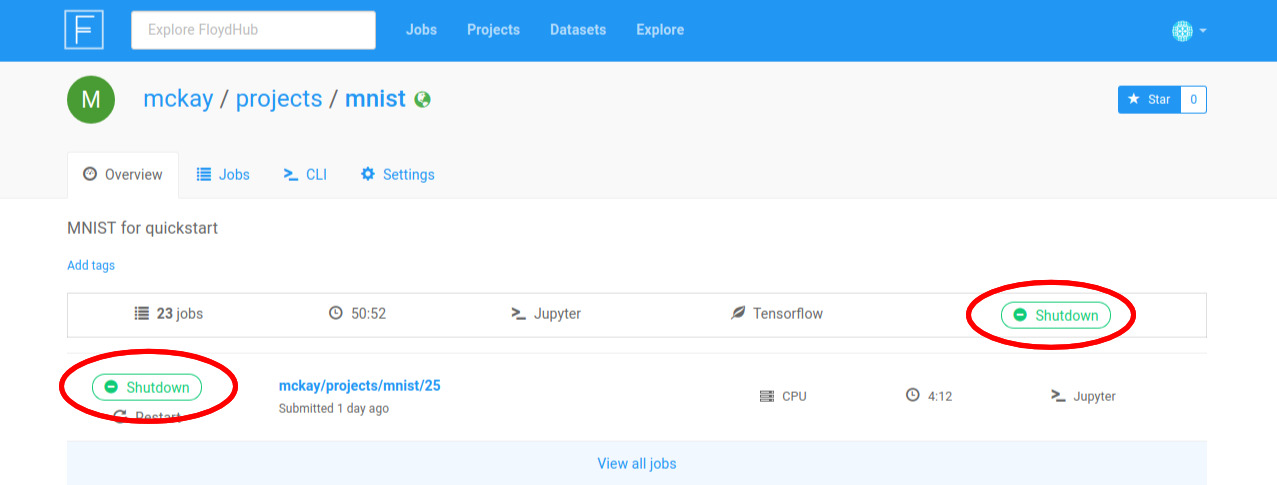 F Explore FloydHub Jobs Projects Datasets Explore
M mckay / projects / mnist Star 0
Overview Jobs CLI Settings
MNIST for quickstart
Add tags
23 jobs 50:52 Jupyter Tensorflow Shutdown
Shutdown mckay/projects/mnist/25 CPU 4:12 Jupyter
Restart Submitted 1 day ago
View all jobs